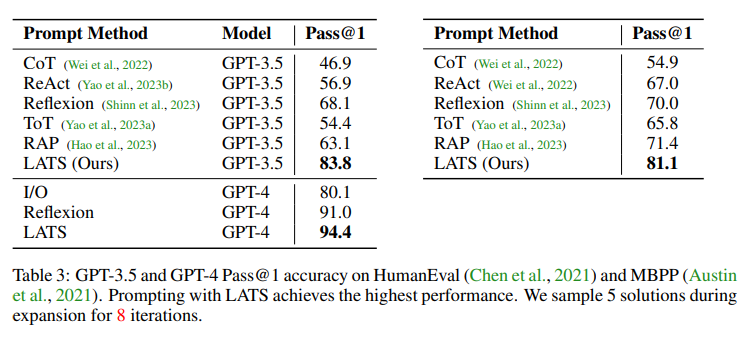 Prompt Method Model Pass@1
CoT (Wei et al., 2022) GPT-3.5 46.9
ReAct (Yao et al., 2023b) GPT-3.5 56.9
Reflexion (Shinn et al., 2023) GPT-3.5 68.1
ToT (Yao et al., 2023a) GPT-3.5 54.4
RAP (Hao et al., 2023) GPT-3.5 63.1
LATS (Ours) GPT-3.5 83.8
I/O GPT-4 80.1
Reflexion GPT-4 91.0
LATS GPT-4 94.4
Prompt Method Pass@1
CoT (Wei et al., 2022) 54.9
ReAct (Wei et al., 2022) 67.0
Reflexion (Shinn et al., 2023) 70.0
ToT (Yao et al., 2023a) 65.8
RAP (Hao et al., 2023) 71.4
LATS (Ours) 81.1
Table 3: GPT-3.5 and GPT-4 Pass@1 accuracy on HumanEval (Chen et al., 2021) and MBPP (Austin
et al., 2021). Prompting with LATS achieves the highest performance. We sample 5 solutions during
expansion for 8 iterations.